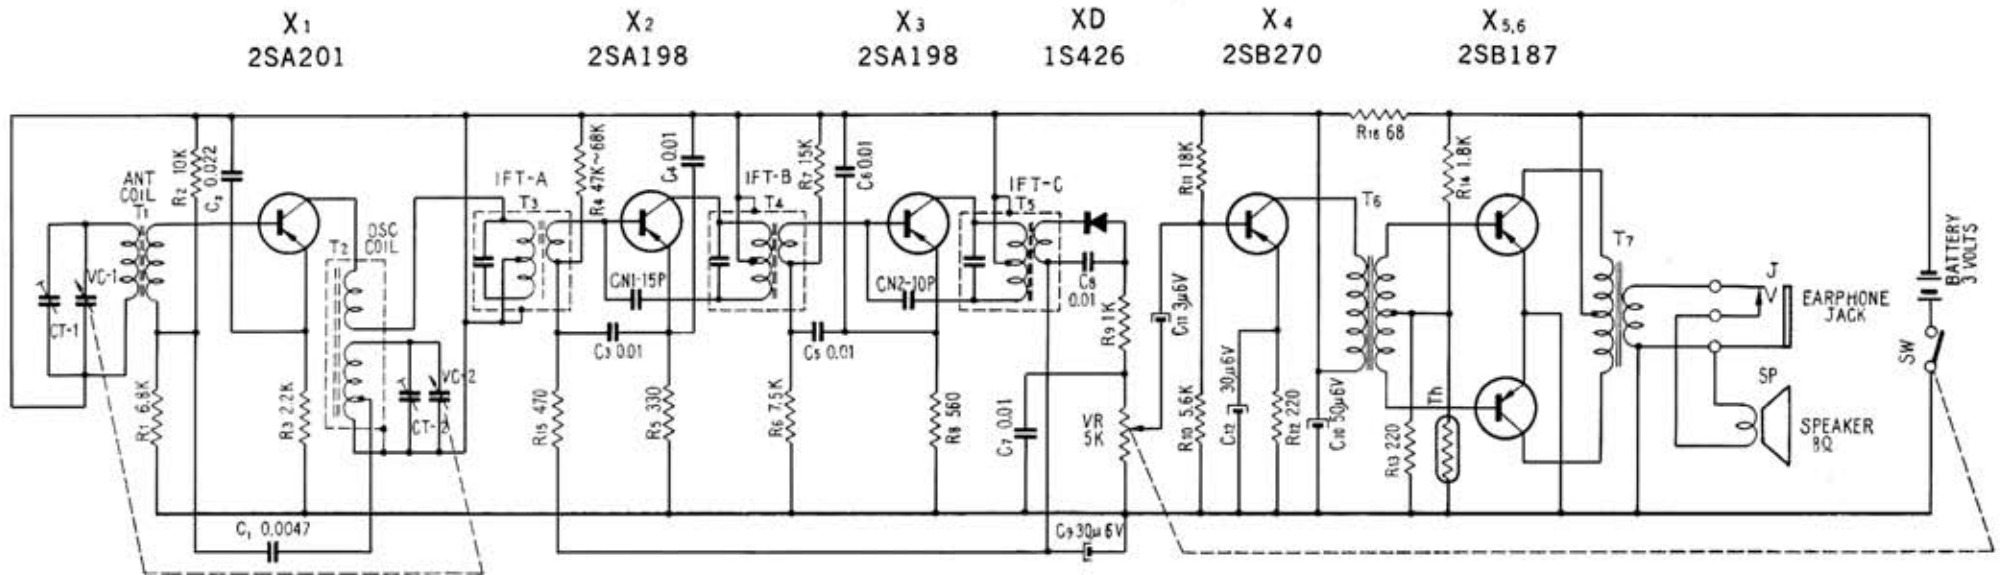 X1
2SA201
X2
2SA198
X3
2SA198
XD
1S426
X4
2SB270
X5,6
2SB187
ANT
COIL
T1
R2 10K
C2 0.022
CT-1
VC-1
R1 6.8K
R3 2.2K
C1 0.0047
T2
OSC
COIL
VC-2
CT-2
IFT-A
T3
R4 47K~68K
C4 0.01
CN1-15P
C3 0.01
R15 470
R5 330
IFT-B
T4
R7 15K
C6 0.01
CN2-10P
C5 0.01
R6 7.5K
R8 560
IFT-C
T5
C8
0.01
R9 1K
C7 0.01
VR
5K
C9 30μ6V
R11 18K
C11 3μ6V
R10 5.6K
C12 30μ6V
R12 220
C10 50μ6V
T6
R16 68
R14 1.8K
R13 220
Th
T7
J
V
EARPHONE
JACK
SP
SPEAKER
8Ω
BATTERY
3 VOLTS
SW